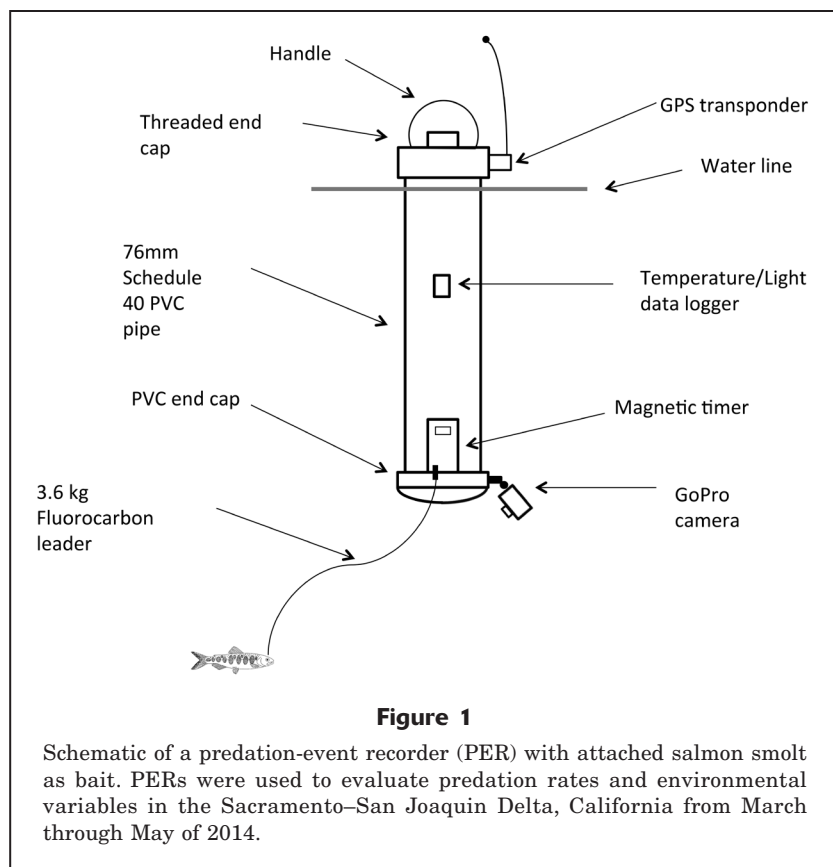 Handle
Threaded end
cap
GPS transponder
Water line
76mm
Schedule
40 PVC
pipe
Temperature/Light
data logger
PVC end cap
Magnetic timer
3.6 kg
Fluorocarbon
leader
GoPro
camera
Figure 1
Schematic of a predation-event recorder (PER) with attached salmon smolt
as bait. PERs were used to evaluate predation rates and environmental
variables in the Sacramento–San Joaquin Delta, California from March
through May of 2014.